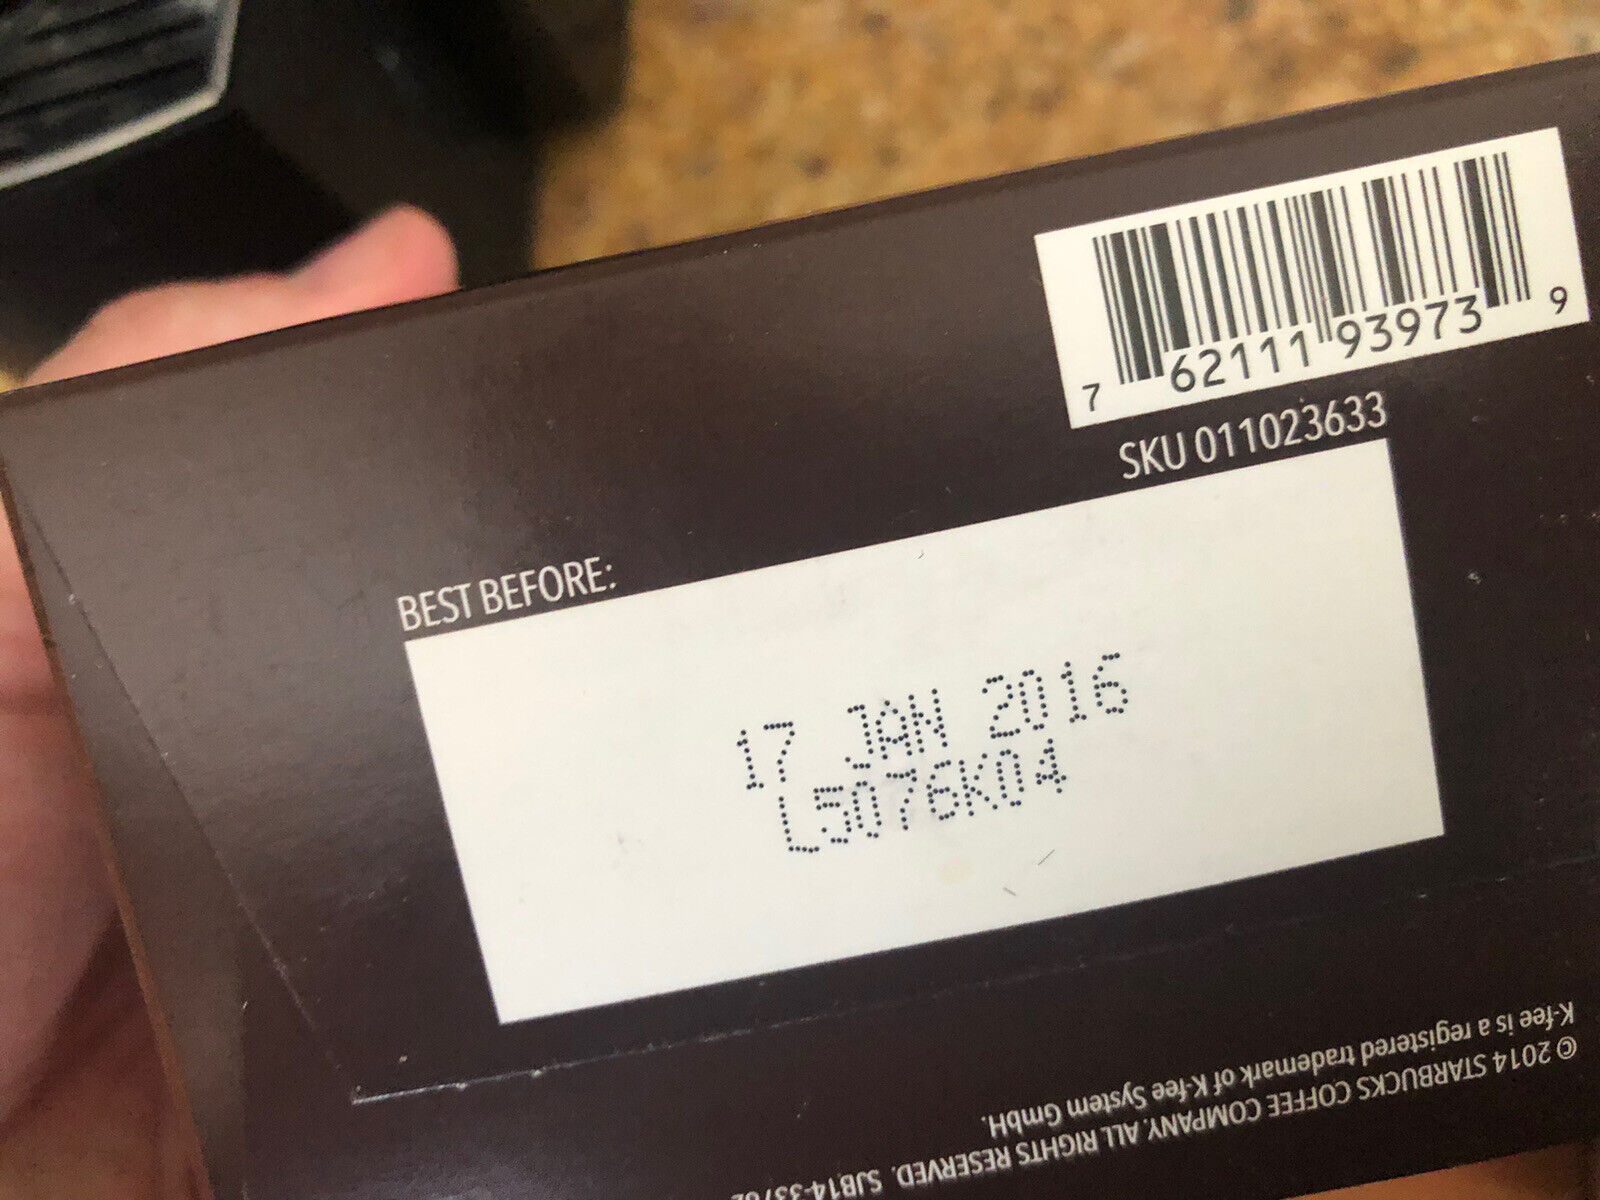 7 62111 93973 9
SKU 011023633
BEST BEFORE:
17 JAN 2016
L5076K04
© 2014 STARBUCKS COFFEE COMPANY. ALL RIGHTS RESERVED.
K-fee is a registered trademark of K-fee System GmbH.